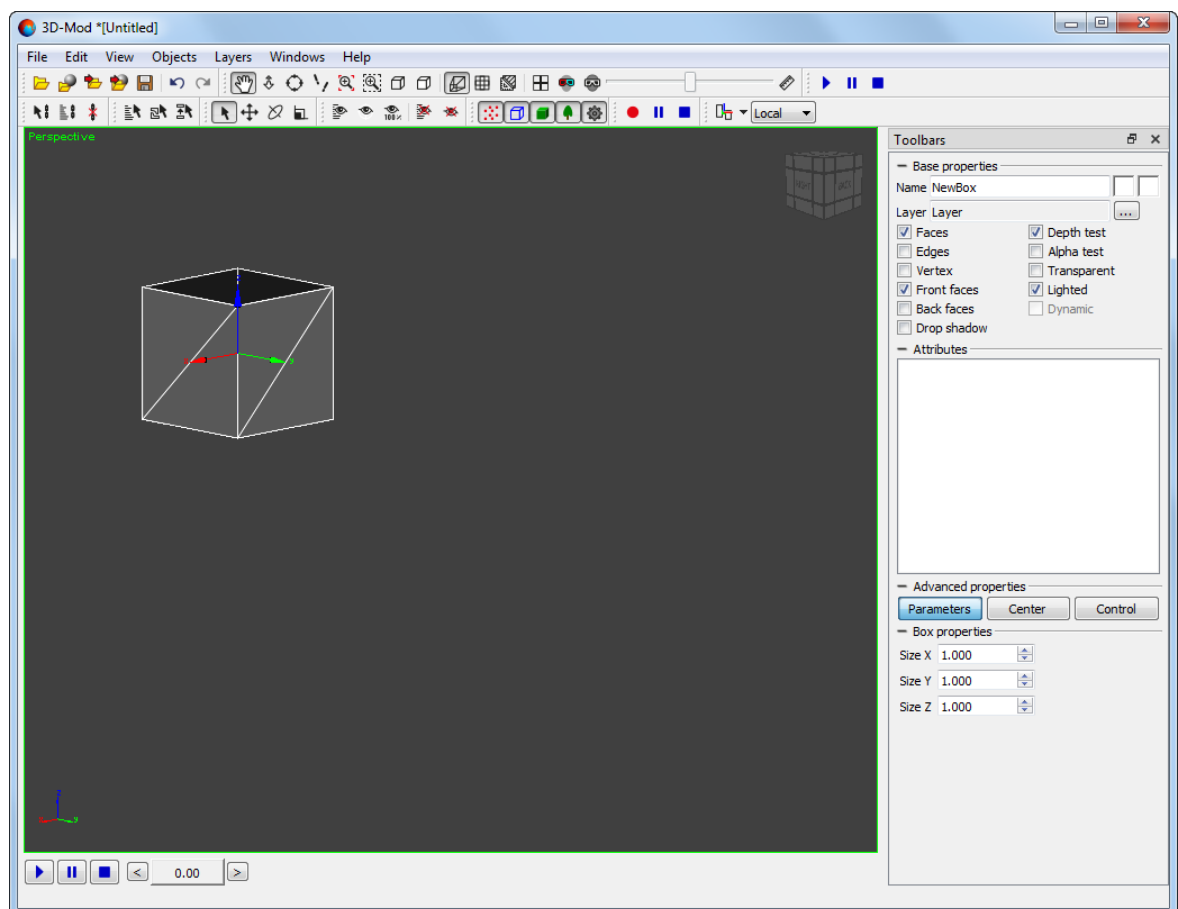 3D-Mod *[Untitled]
File Edit View Objects Layers Windows Help
100%
Local
Perspective
Toolbars
Base properties
Name NewBox
Layer Layer ...
Faces Depth test
Edges Alpha test
Vertex Transparent
Front faces Lighted
Back faces Dynamic
Drop shadow
Attributes
Advanced properties
Parameters Center Control
Box properties
Size X 1.000
Size Y 1.000
Size Z 1.000
z
y
< 0.00 >